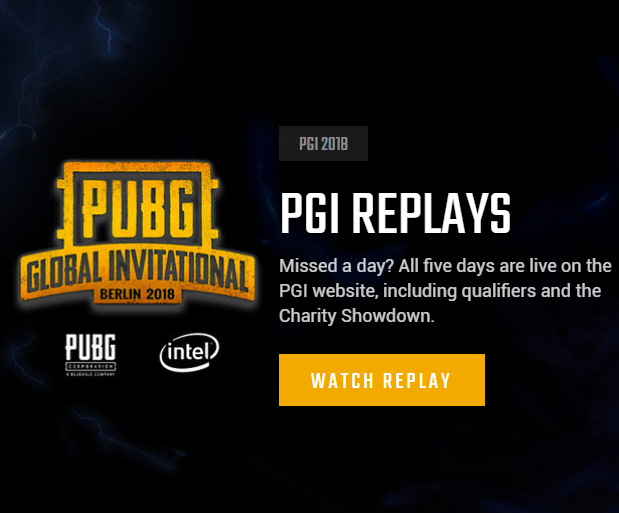 PGI 2018
PUBG
GLOBAL INVITATIONAL
BERLIN 2018
PGI REPLAYS
Missed a day? All five days are live on the
PGI website, including qualifiers and the
Charity Showdown.
PUBG
CORPORATION
A BLUEHOLE COMPANY
intel
WATCH REPLAY